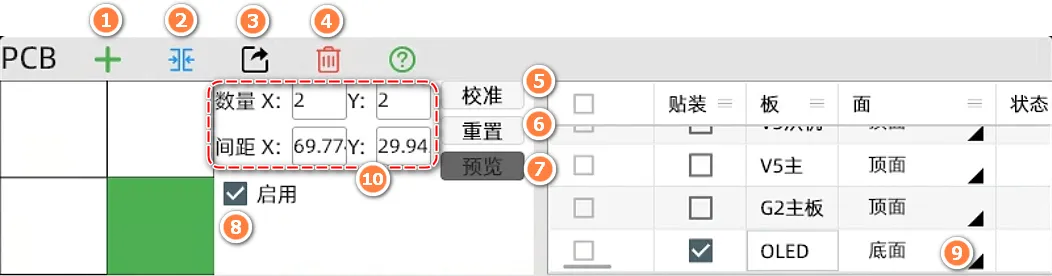 1 2 3 4
PCB
数量 X: 2 Y: 2
间距 X: 69.77 Y: 29.94
校准 5
重置 6
预览 7
10
启用
8
贴装 板 面 状态
V5主 顶面
G2主板 顶面
OLED 底面 9